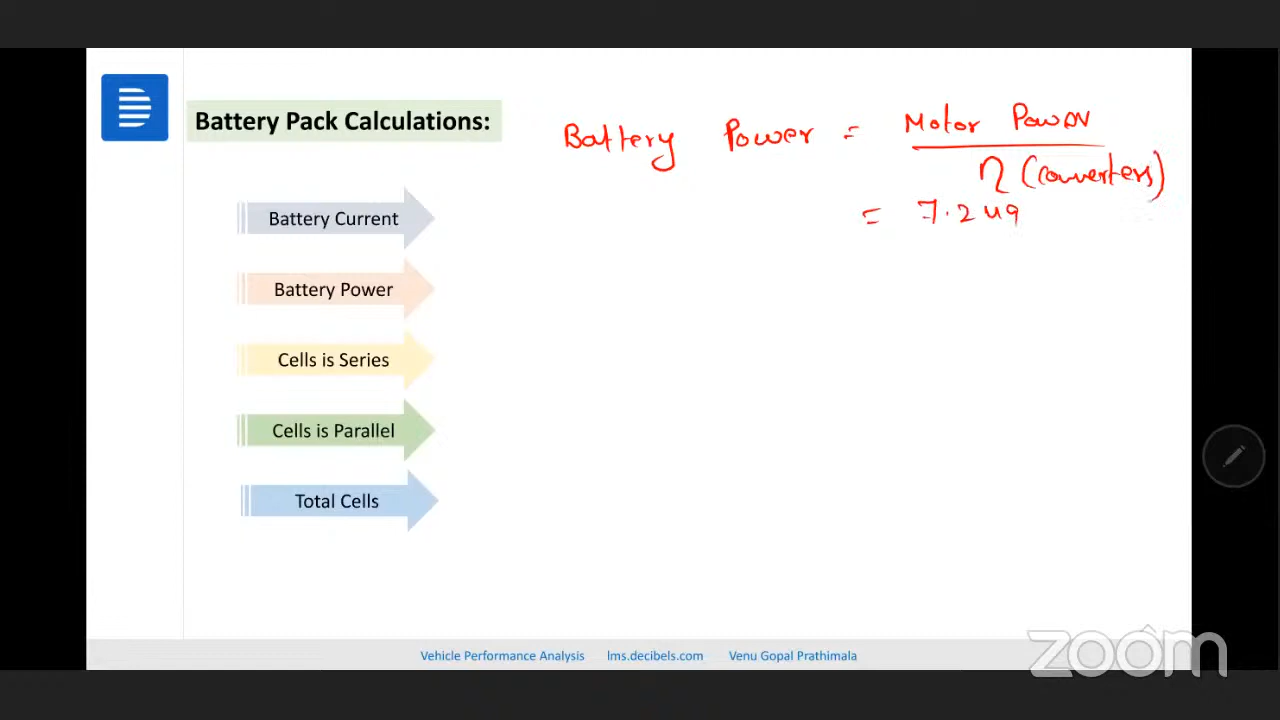 Battery Pack Calculations:
Battery Power = Motor Power
η (converters)
= 7.249
Battery Current
Battery Power
Cells is Series
Cells is Parallel
Total Cells
Vehicle Performance Analysis lms.decibels.com Venu Gopal Prathimala
zoom